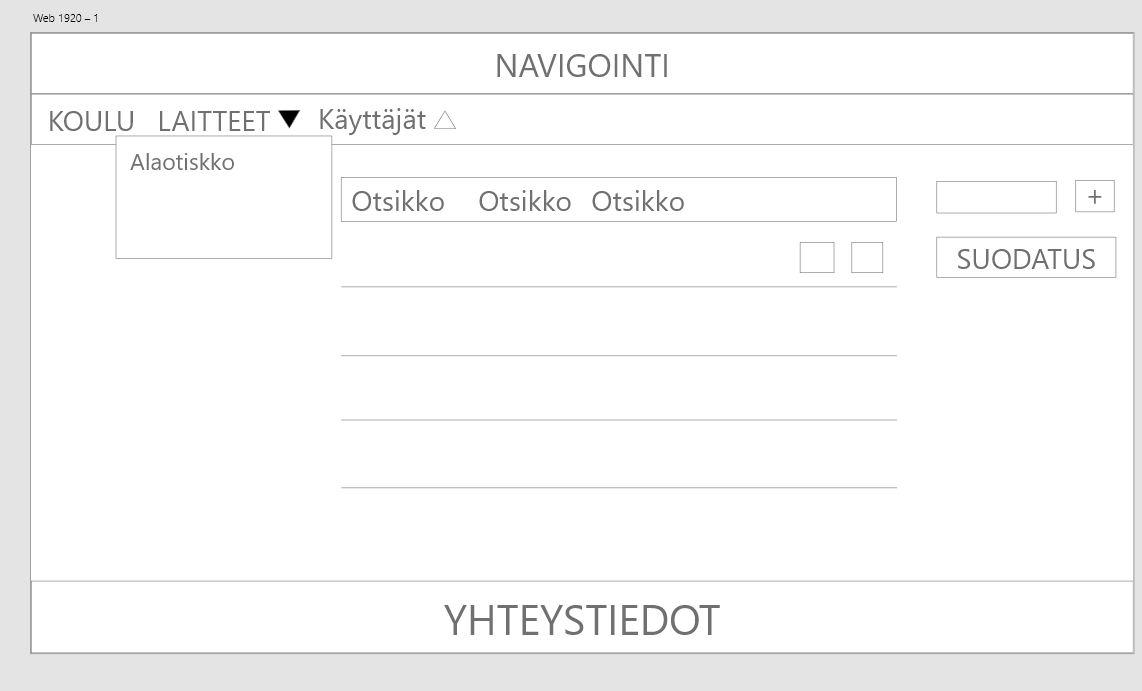 Web 1920 – 1
NAVIGOINTI
KOULU LAITTEET Käyttäjät
Alaotiskko
Otsikko Otsikko Otsikko
+
SUODATUS
YHTEYSTIEDOT